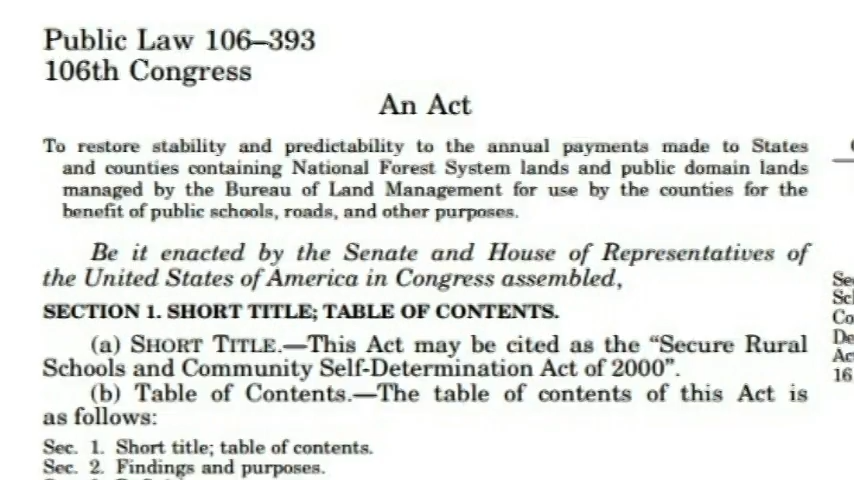 Public Law 106–393
106th Congress
An Act
To restore stability and predictability to the annual payments made to States
and counties containing National Forest System lands and public domain lands
managed by the Bureau of Land Management for use by the counties for the
benefit of public schools, roads, and other purposes.
Be it enacted by the Senate and House of Representatives of
the United States of America in Congress assembled,
SECTION 1. SHORT TITLE; TABLE OF CONTENTS.
(a) SHORT TITLE.—This Act may be cited as the “Secure Rural
Schools and Community Self-Determination Act of 2000”.
(b) Table of Contents.—The table of contents of this Act is
as follows:
Sec. 1. Short title; table of contents.
Sec. 2. Findings and purposes.
16